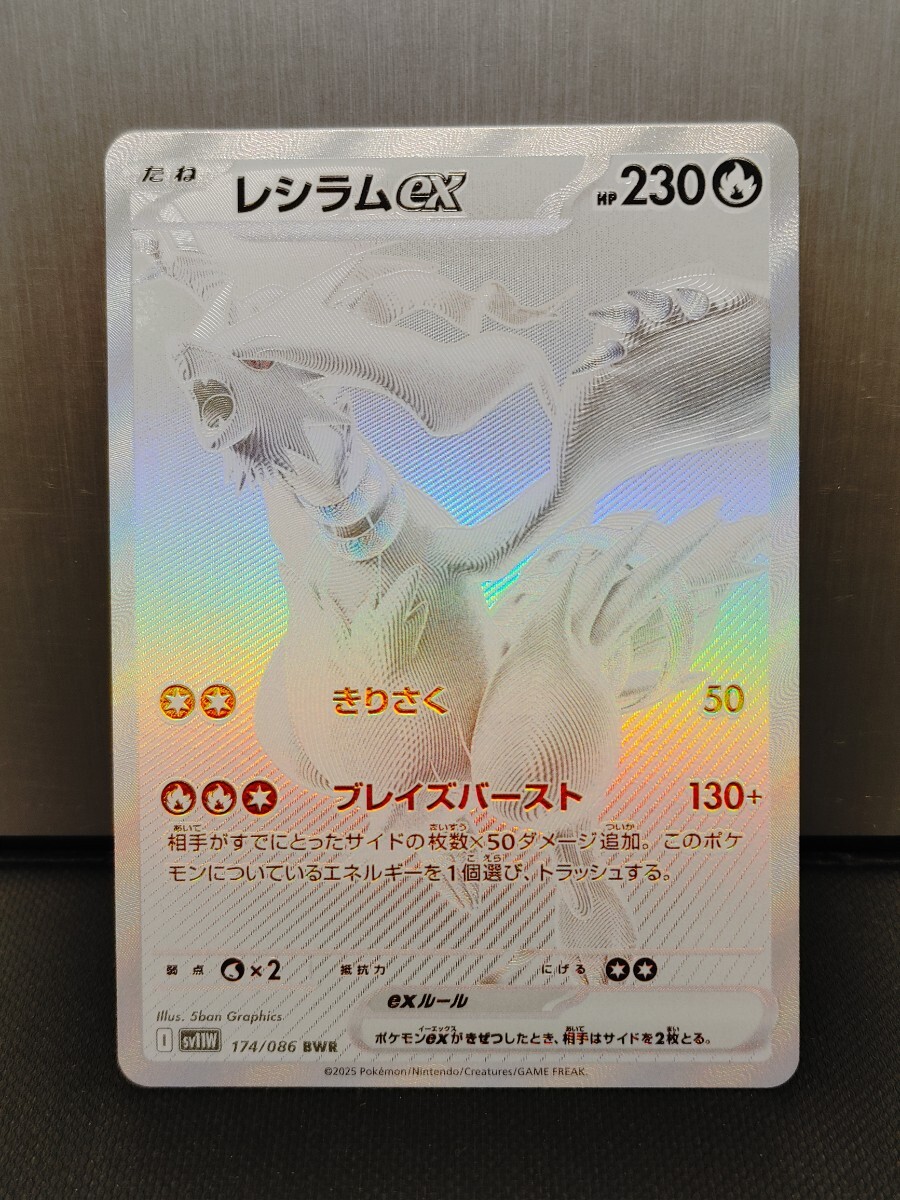 たね
レシラムex
HP 230
きりさく 50
ブレイズバースト 130+
相手がすでにとったサイドの枚数×50ダメージ追加。このポケ
モンについているエネルギーを1個選び、トラッシュする。
弱点 ×2 抵抗力 にげる
Illus. 5ban Graphics
exルール
ポケモンexがきぜつしたとき、相手はサイドを2枚とる。
I SV11W 174/086 BWR
©2025 Pokémon/Nintendo/Creatures/GAME FREAK.